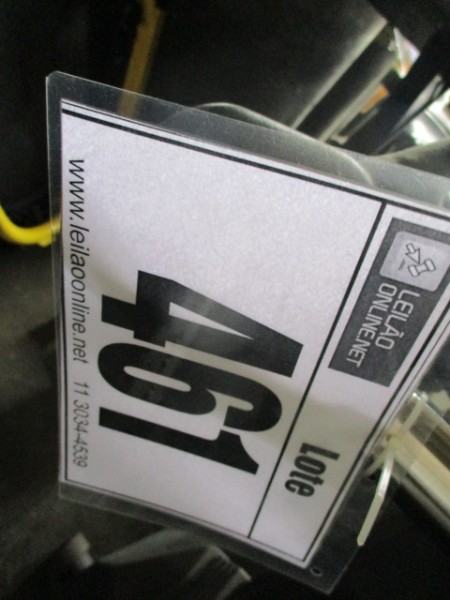 LEILÃO
ONLINE.NET
Lote
461
www.leilaoonline.net 11 3034-4539